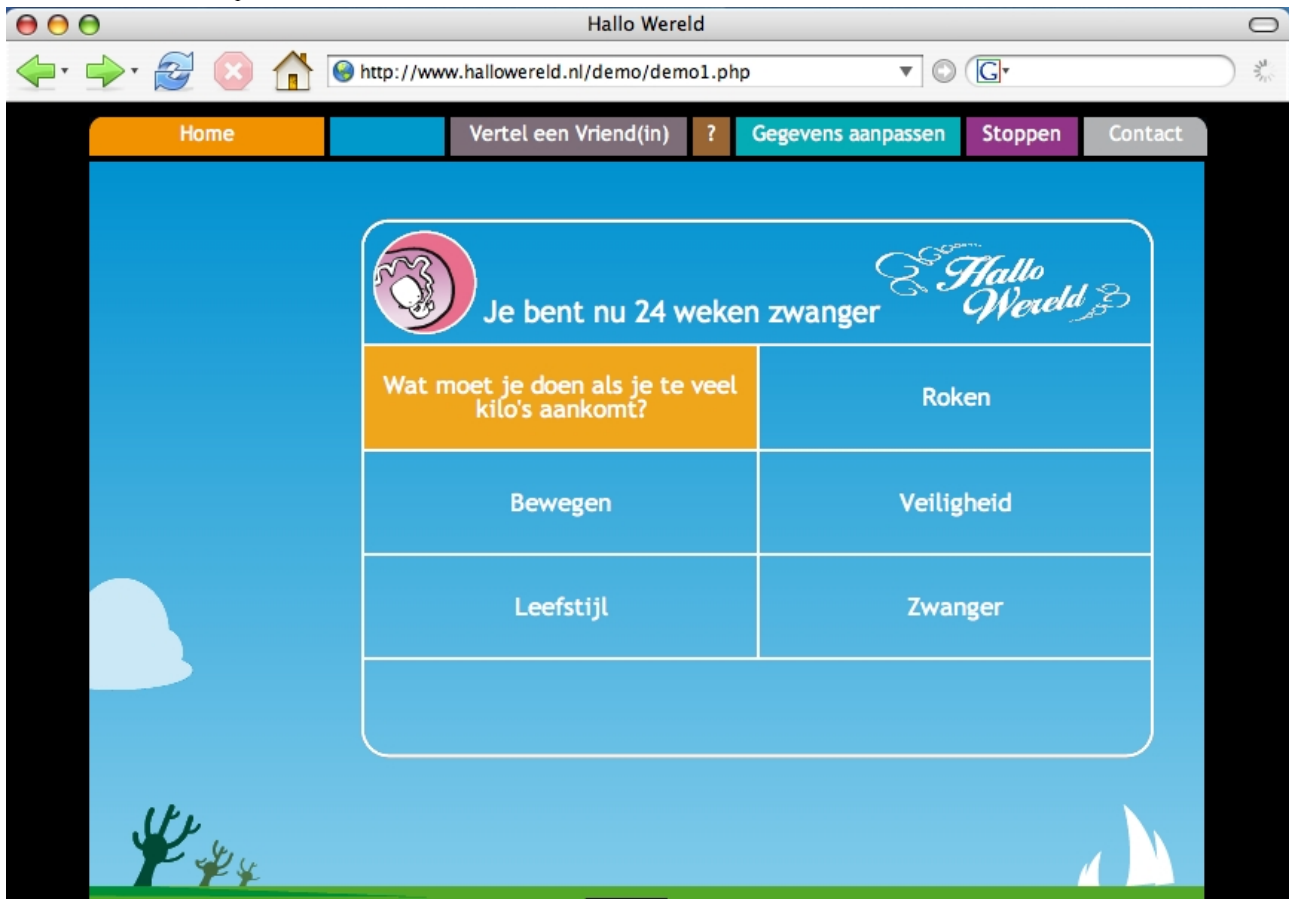 Hallo Wereld
http://www.hallowereld.nl/demo/demo1.php
G
Home Vertel een Vriend(in) ? Gegevens aanpassen Stoppen Contact
Hallo
Wereld
Je bent nu 24 weken zwanger
Wat moet je doen als je te veel
kilo's aankomt?
Roken
Bewegen
Veiligheid
Leefstijl
Zwanger